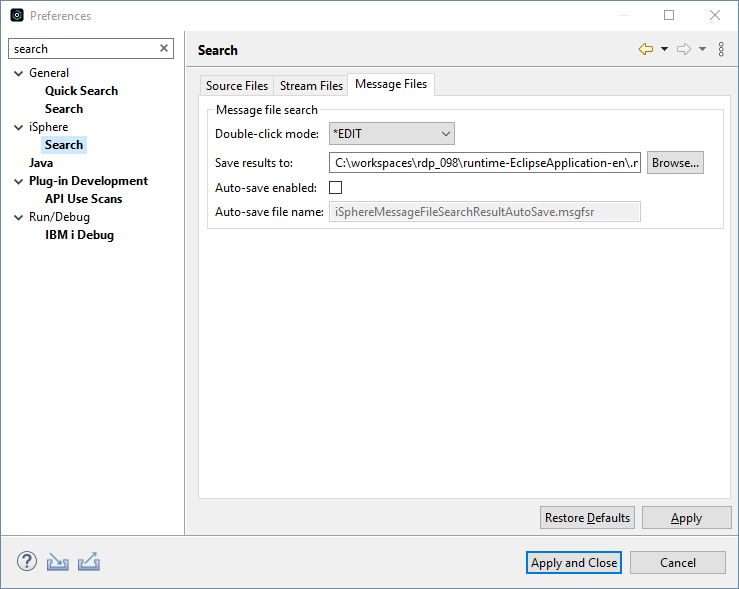 Preferences
search
General
Quick Search
Search
iSphere
Search
Java
Plug-in Development
API Use Scans
Run/Debug
IBM i Debug
Search
Source Files Stream Files Message Files
Message file search
Double-click mode: *EDIT
Save results to: C:\workspaces\rdp_098\runtime-EclipseApplication-en\.r Browse...
Auto-save enabled:
Auto-save file name: iSphereMessageFileSearchResultAutoSave.msgfsr
Restore Defaults Apply
? Apply and Close Cancel